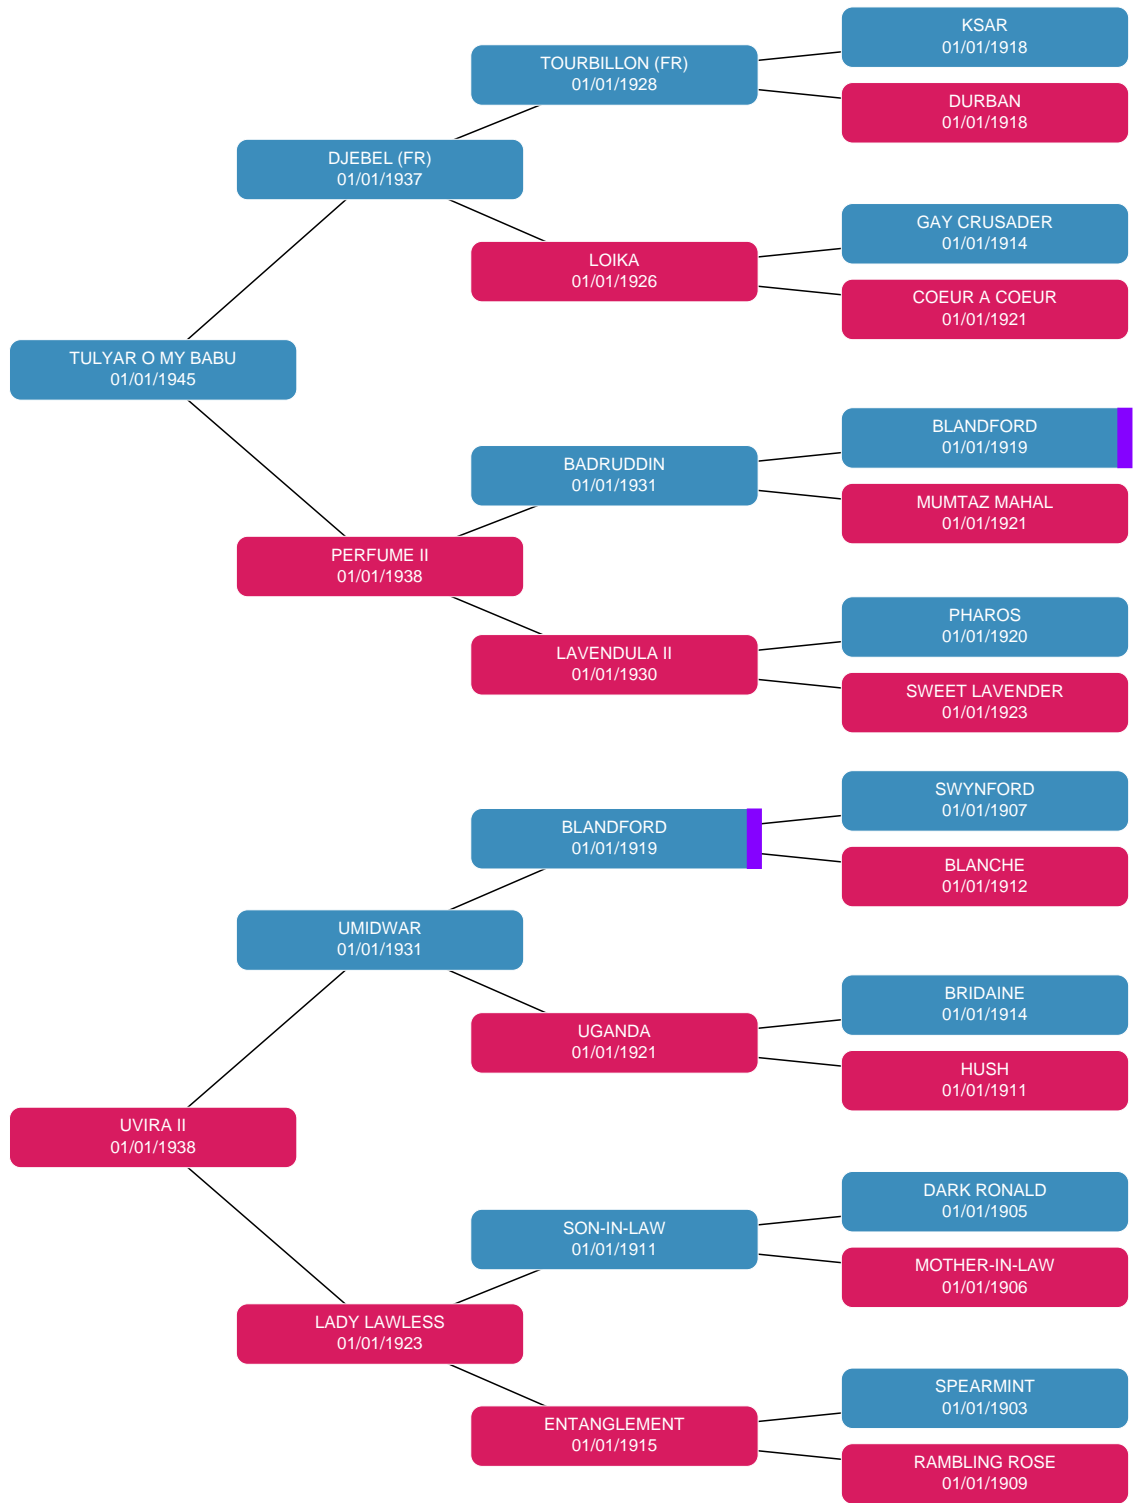 KSAR
01/01/1918
TOURBILLON (FR)
01/01/1928
DURBAN
01/01/1918
DJEBEL (FR)
01/01/1937
GAY CRUSADER
01/01/1914
LOIKA
01/01/1926
COEUR A COEUR
01/01/1921
TULYAR O MY BABU
01/01/1945
BLANDFORD
01/01/1919
BADRUDDIN
01/01/1931
MUMTAZ MAHAL
01/01/1921
PERFUME II
01/01/1938
PHAROS
01/01/1920
LAVENDULA II
01/01/1930
SWEET LAVENDER
01/01/1923
SWYNFORD
01/01/1907
BLANDFORD
01/01/1919
BLANCHE
01/01/1912
UMIDWAR
01/01/1931
BRIDAINE
01/01/1914
UGANDA
01/01/1921
HUSH
01/01/1911
UVIRA II
01/01/1938
DARK RONALD
01/01/1905
SON-IN-LAW
01/01/1911
MOTHER-IN-LAW
01/01/1906
LADY LAWLESS
01/01/1923
SPEARMINT
01/01/1903
ENTANGLEMENT
01/01/1915
RAMBLING ROSE
01/01/1909